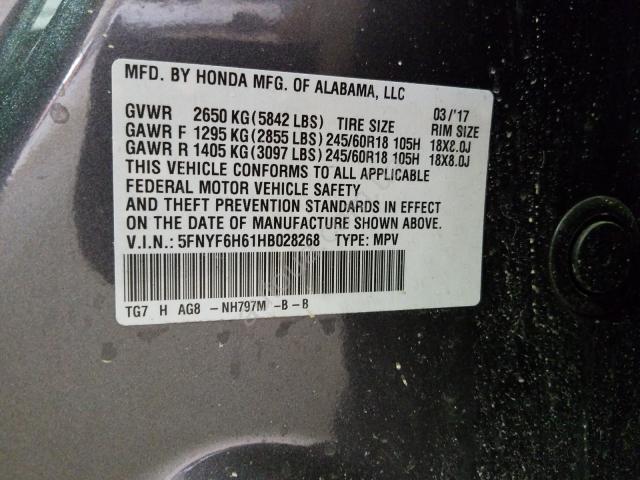 MFD. BY HONDA MFG. OF ALABAMA, LLC
GVWR 2650 KG(5842 LBS) TIRE SIZE 03/'17 RIM SIZE
GAWR F 1295 KG(2855 LBS) 245/60R18 105H 18X8.0J
GAWR R 1405 KG(3097 LBS) 245/60R18 105H 18X8.0J
THIS VEHICLE CONFORMS TO ALL APPLICABLE
FEDERAL MOTOR VEHICLE SAFETY
AND THEFT PREVENTION STANDARDS IN EFFECT
ON THE DATE OF MANUFACTURE SHOWN ABOVE.
V.I.N.: 5FNYF6H61HB028268 TYPE: MPV
TG7 H AG8 - NH797M -B - B